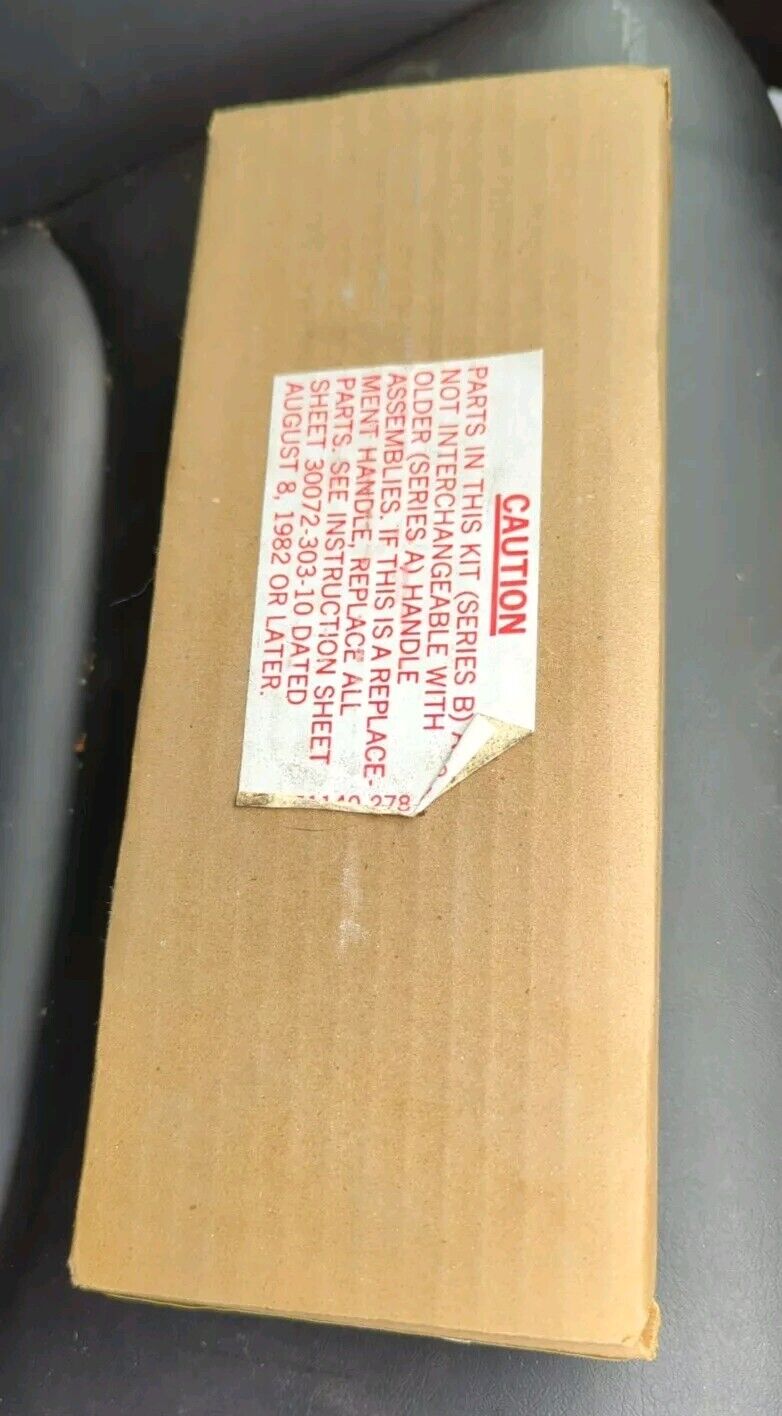 CAUTION
PARTS IN THIS KIT (SERIES B)
NOT INTERCHANGEABLE WITH
OLDER (SERIES A) HANDLE
ASSEMBLIES. IF THIS IS A REPLACE-
MENT HANDLE, REPLACE ALL
PARTS. SEE INSTRUCTION SHEET
SHEET 30072-303-10 DATED
AUGUST 8, 1982 OR LATER.